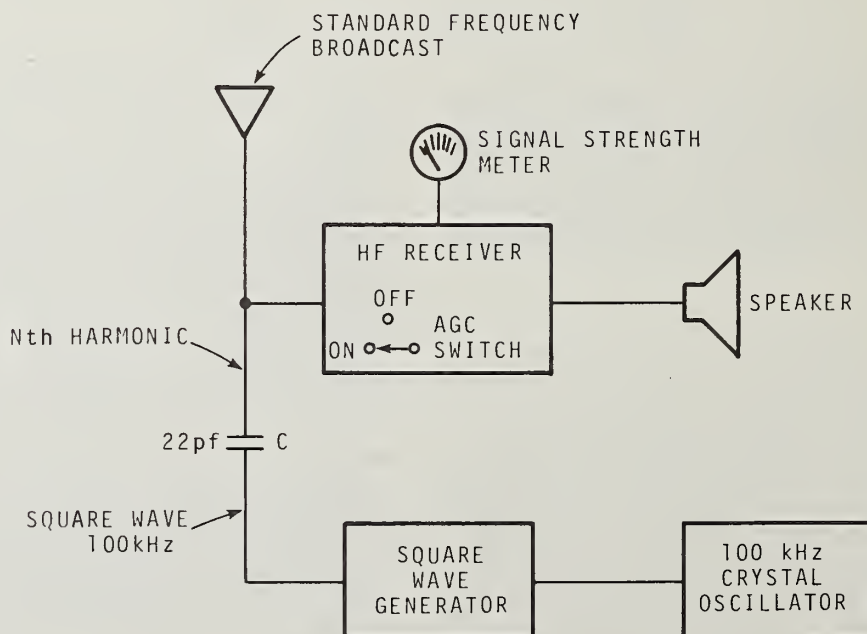 STANDARD FREQUENCY
BROADCAST
SIGNAL STRENGTH
METER
HF RECEIVER
OFF
ON
AGC
SWITCH
SPEAKER
Nth HARMONIC
22pf
C
SQUARE WAVE
100kHz
SQUARE
WAVE
GENERATOR
100 kHz
CRYSTAL
OSCILLATOR